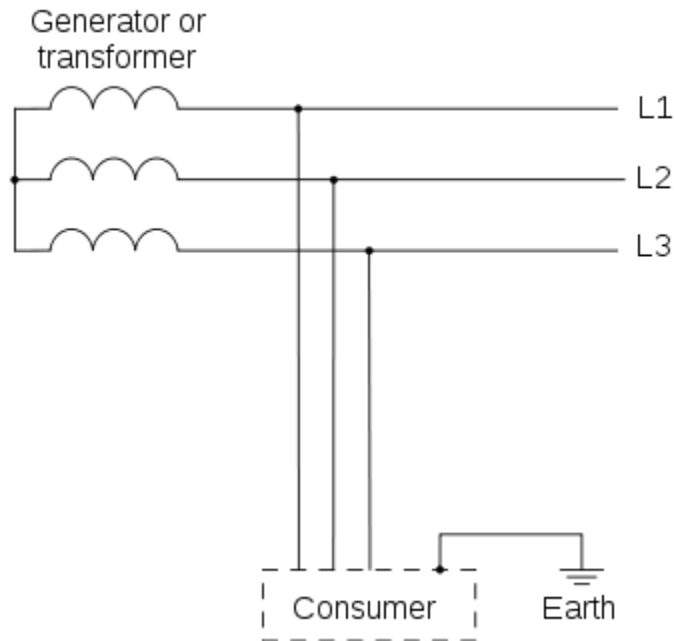 Generator or
transformer
L1
L2
L3
Consumer
Earth